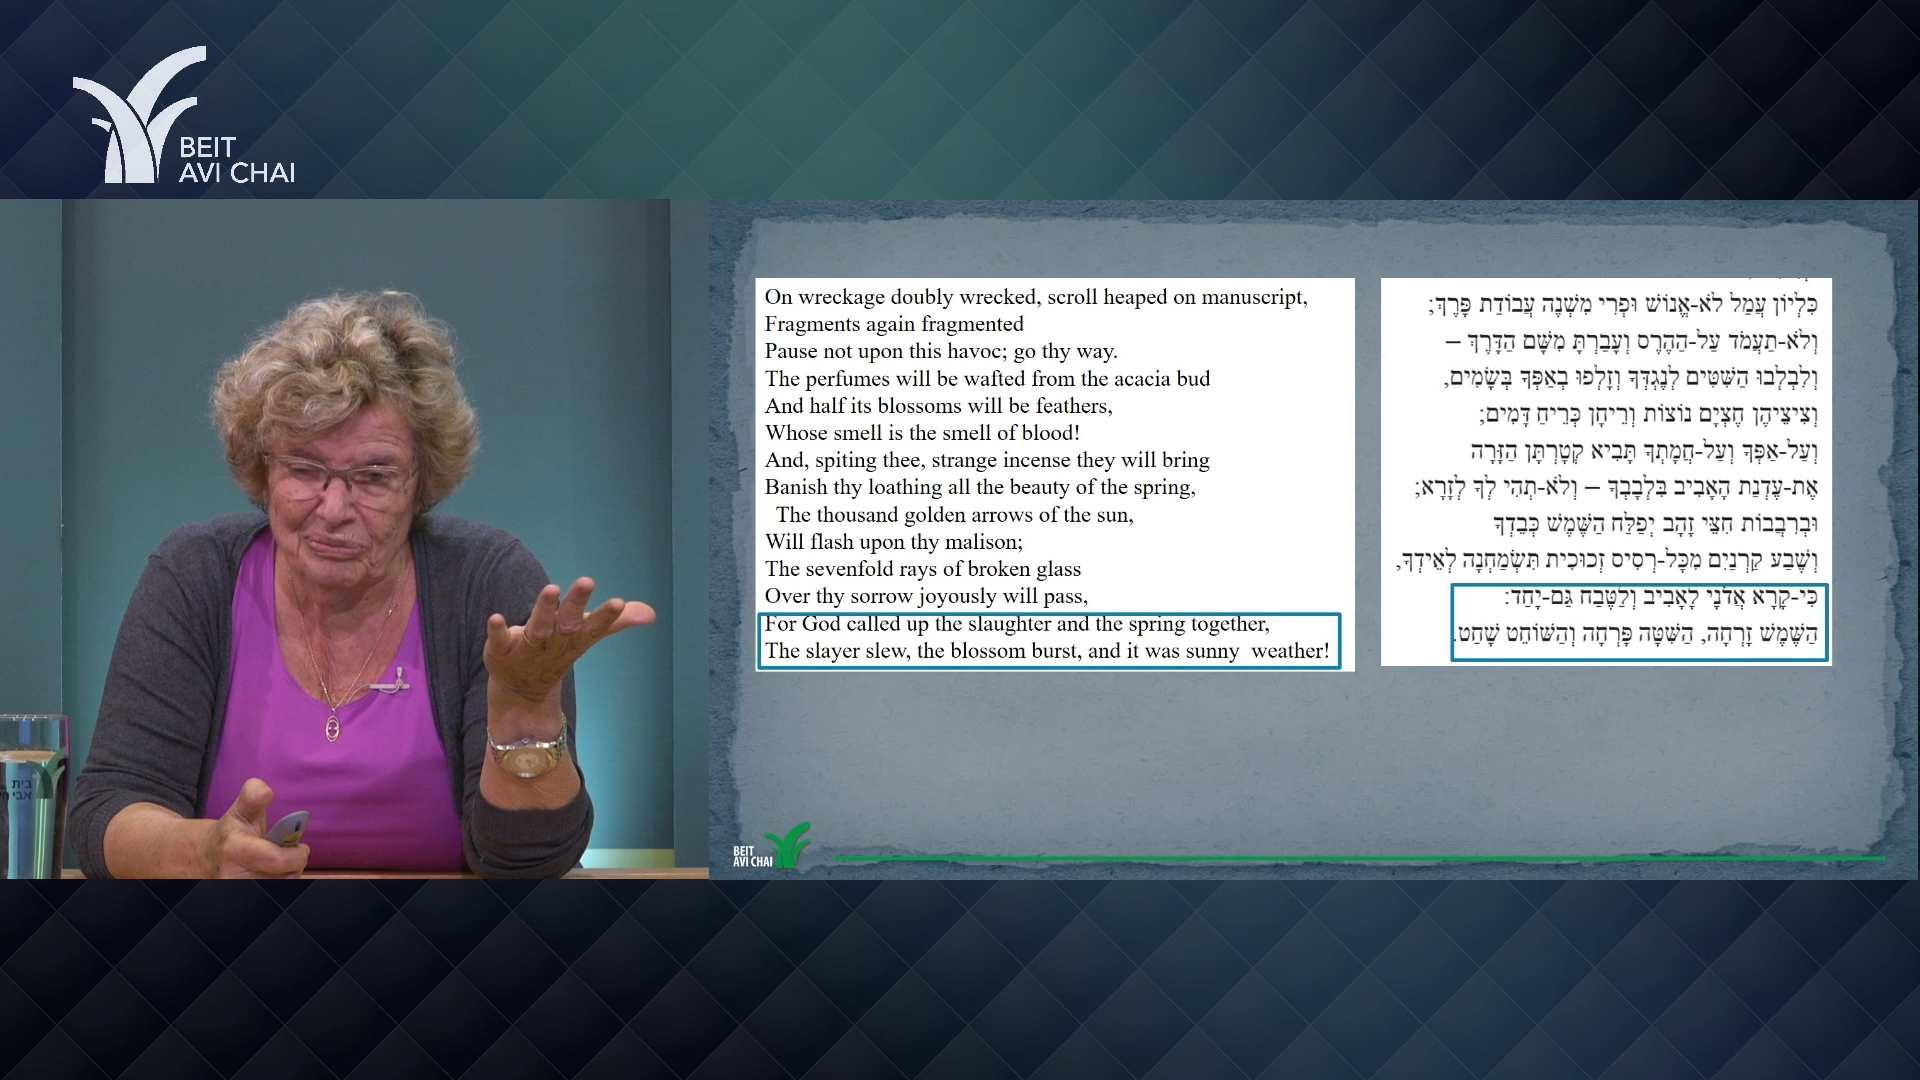 BEIT
AVI CHAI
On wreckage doubly wrecked, scroll heaped on manuscript,
Fragments again fragmented
Pause not upon this havoc; go thy way.
The perfumes will be wafted from the acacia bud
And half its blossoms will be feathers,
Whose smell is the smell of blood!
And, spiting thee, strange incense they will bring
Banish thy loathing all the beauty of the spring,
The thousand golden arrows of the sun,
Will flash upon thy malison;
The sevenfold rays of broken glass
Over thy sorrow joyously will pass,
For God called up the slaughter and the spring together,
The slayer slew, the blossom burst, and it was sunny weather!
כִּלְיוֹן עֲמַל לֹא-אֱנוֹשׁ וּפְרִי מִשְׁנֶה עֲבוֹדַת פָּרֶךְ;
וְלֹא-תַעֲמֹד עַל-הַהֶרֶס וְעָבַרְתָּ מִשָּׁם הַדָּרֶךְ –
וְלִבְלְבוּ הַשִּׁטִּים לְנֶגְדְּךָ וְזָלְפוּ בְאַפְּךָ בְּשָׂמִים,
וְצִיצֵיהֶן חֶצְיָם נוֹצוֹת וְרֵיחָן כְּרֵיחַ דָּמִים;
וְעַל-אַפְּךָ וְעַל-חֲמָתְךָ תָּבִיא קְטָרְתָּן הַזָּרָה
אֶת-עֶדְנַת הָאָבִיב בִּלְבָבְךָ – וְלֹא-תְהִי לְךָ לְזָרָא;
וּבְרִבֲבוֹת חִצֵּי זָהָב יְפַלַּח הַשֶּׁמֶשׁ כְּבֵדְךָ
וְשֶׁבַע קַרְנַיִם מִכָּל-רְסִיס זְכוּכִית תִּשְׂמַחְנָה לְאֵידְךָ,
כִּי-קָרָא אֲדֹנָי לָאָבִיב וְלַטֶּבַח גַּם-יָחַד:
הַשֶּׁמֶשׁ זָרְחָה, הַשִּׁטָּה פָּרְחָה וְהַשּׁוֹחֵט שָׁחַט.
בית
אבי חי
BEIT
AVI CHAI